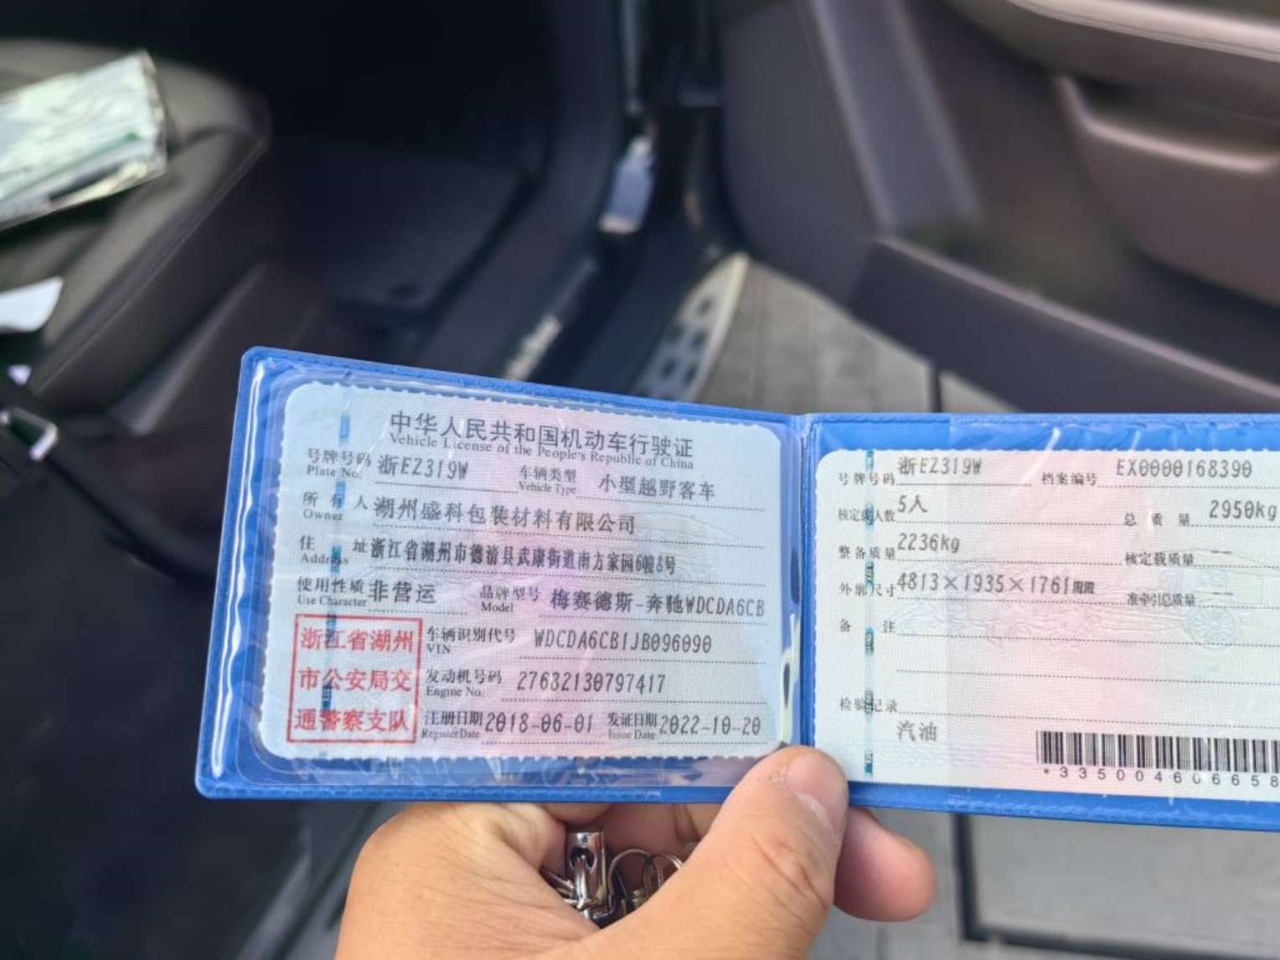 中华人民共和国机动车行驶证
Vehicle License of the People's Republic of China
号牌号码 浙EZ319W 车辆类型 小型越野客车
Plate No. Vehicle Type
所有人 湖州盛科包装材料有限公司
Owner
住址 浙江省湖州市德清县武康街道南方家园6幢8号
Address
使用性质 非营运 品牌型号 梅赛德斯-奔驰WDCDA6CB
Use Character Model
浙江省湖州
市公安局交
通警察支队
车辆识别代号 WDCDA6CB1JB096090
VIN
发动机号码 27682130797417
Engine No.
注册日期 2018-06-01 发证日期 2022-10-20
Register Date Issue Date
号牌号码 浙EZ319W 档案编号 EX0000168390
核定载人数 5人 总质量 2950kg
整备质量 2236kg 核定载质量 --
外廓尺寸 4813×1935×1761 准牵引总质量 --
备注
检验记录
汽油
*335004606658